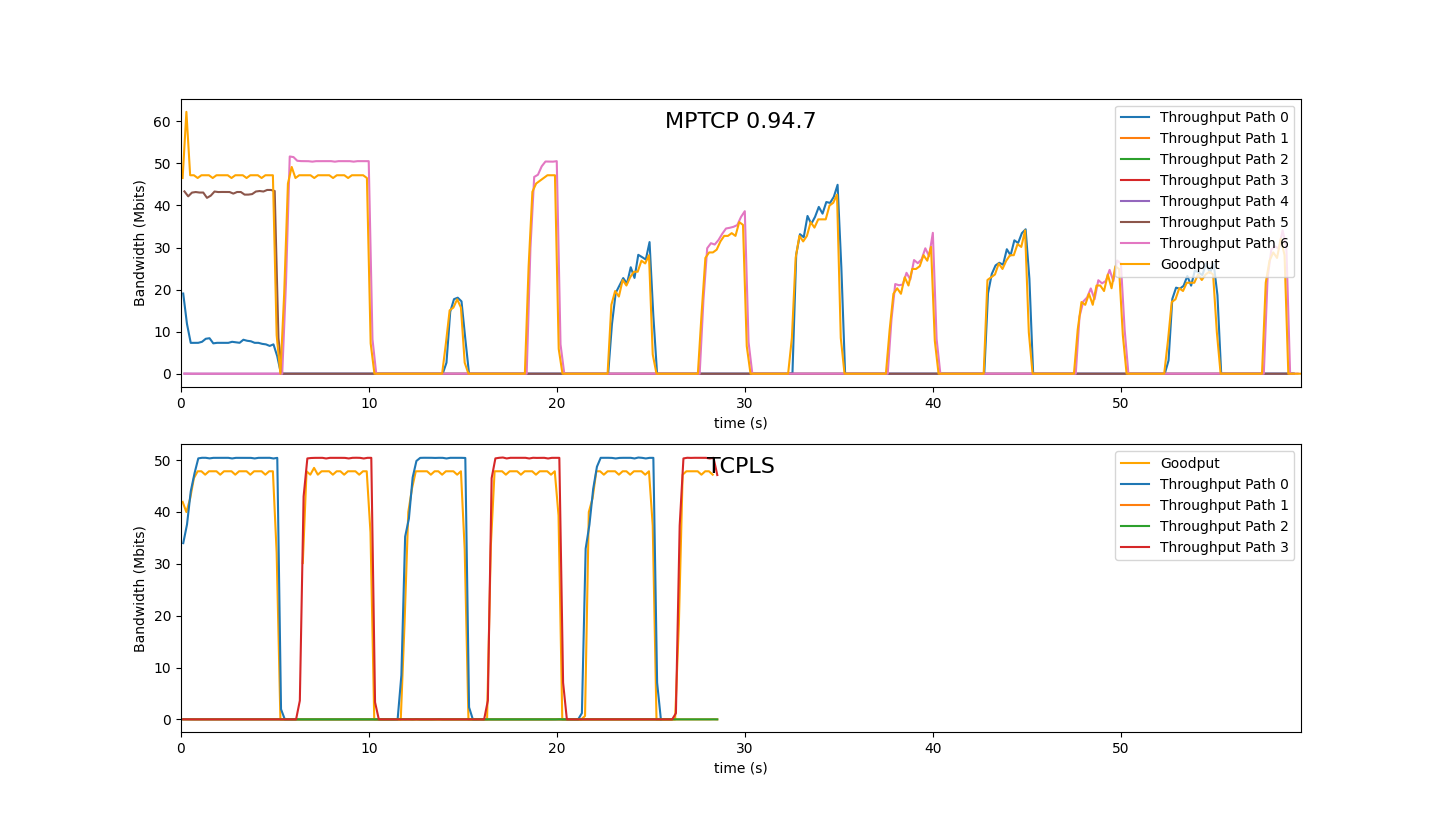 MPTCP 0.94.7
Bandwidth (Mbits)
60
50
40
30
20
10
0
0 10 20 30 40 50
time (s)
Throughput Path 0
Throughput Path 1
Throughput Path 2
Throughput Path 3
Throughput Path 4
Throughput Path 5
Throughput Path 6
Goodput
TCPLS
Bandwidth (Mbits)
50
40
30
20
10
0
0 10 20 30 40 50
time (s)
Goodput
Throughput Path 0
Throughput Path 1
Throughput Path 2
Throughput Path 3